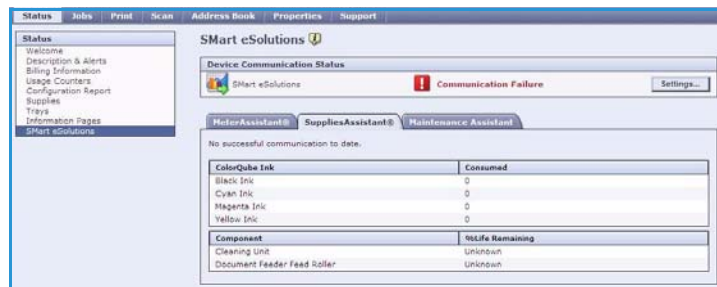 Status Jobs Print Scan Address Book Properties Support
Status
Welcome
Description & Alerts
Billing Information
Usage Counters
Configuration Report
Supplies
Trays
Information Pages
SMart eSolutions
SMart eSolutions
Device Communication Status
SMart eSolutions Communication Failure Settings...
MeterAssistant® SuppliesAssistant® Maintenance Assistant
No successful communication to date.
ColorQube Ink Consumed
Black Ink 0
Cyan Ink 0
Magenta Ink 0
Yellow Ink 0
Component %Life Remaining
Cleaning Unit Unknown
Document Feeder Feed Roller Unknown